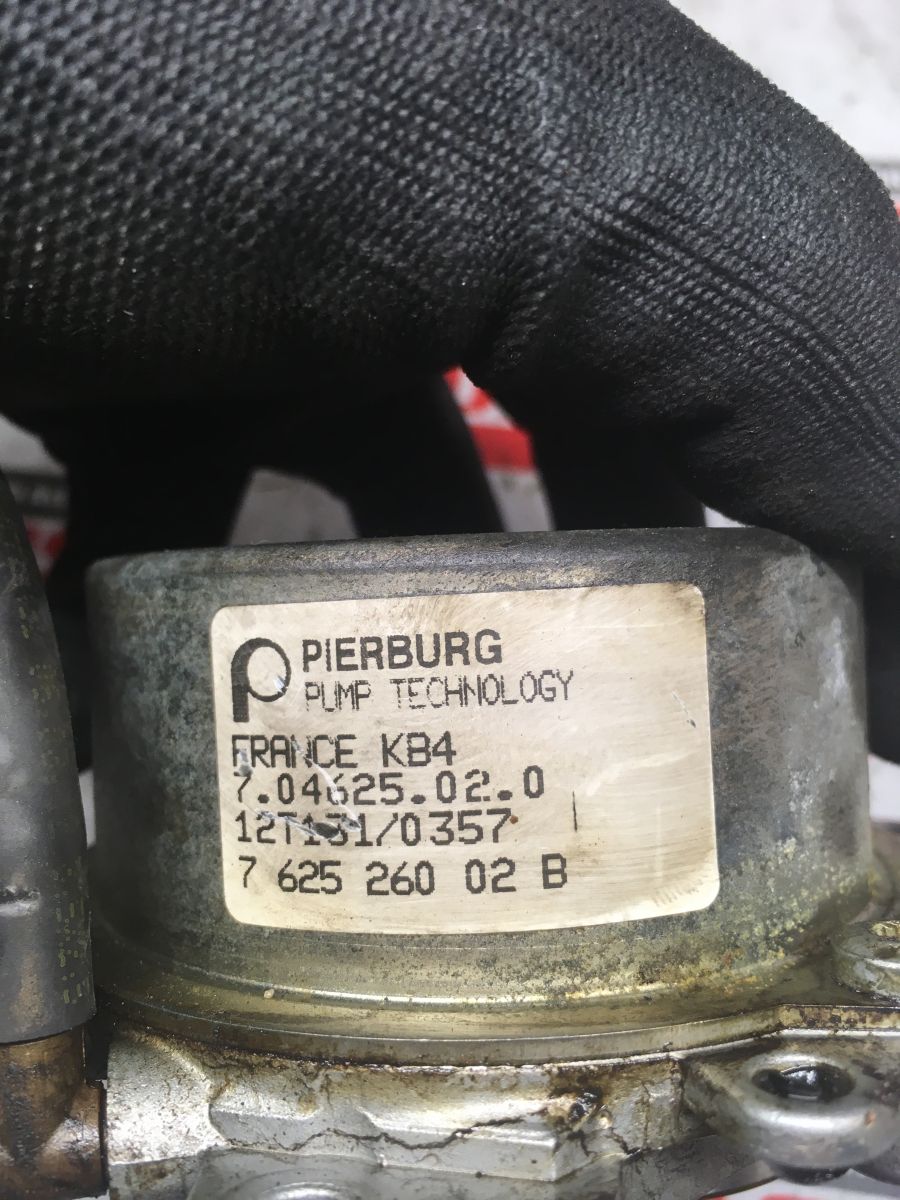 PIERBURG
PUMP TECHNOLOGY
FRANCE KB4
7.04625.02.0
12T131/0357
7 625 260 02 B